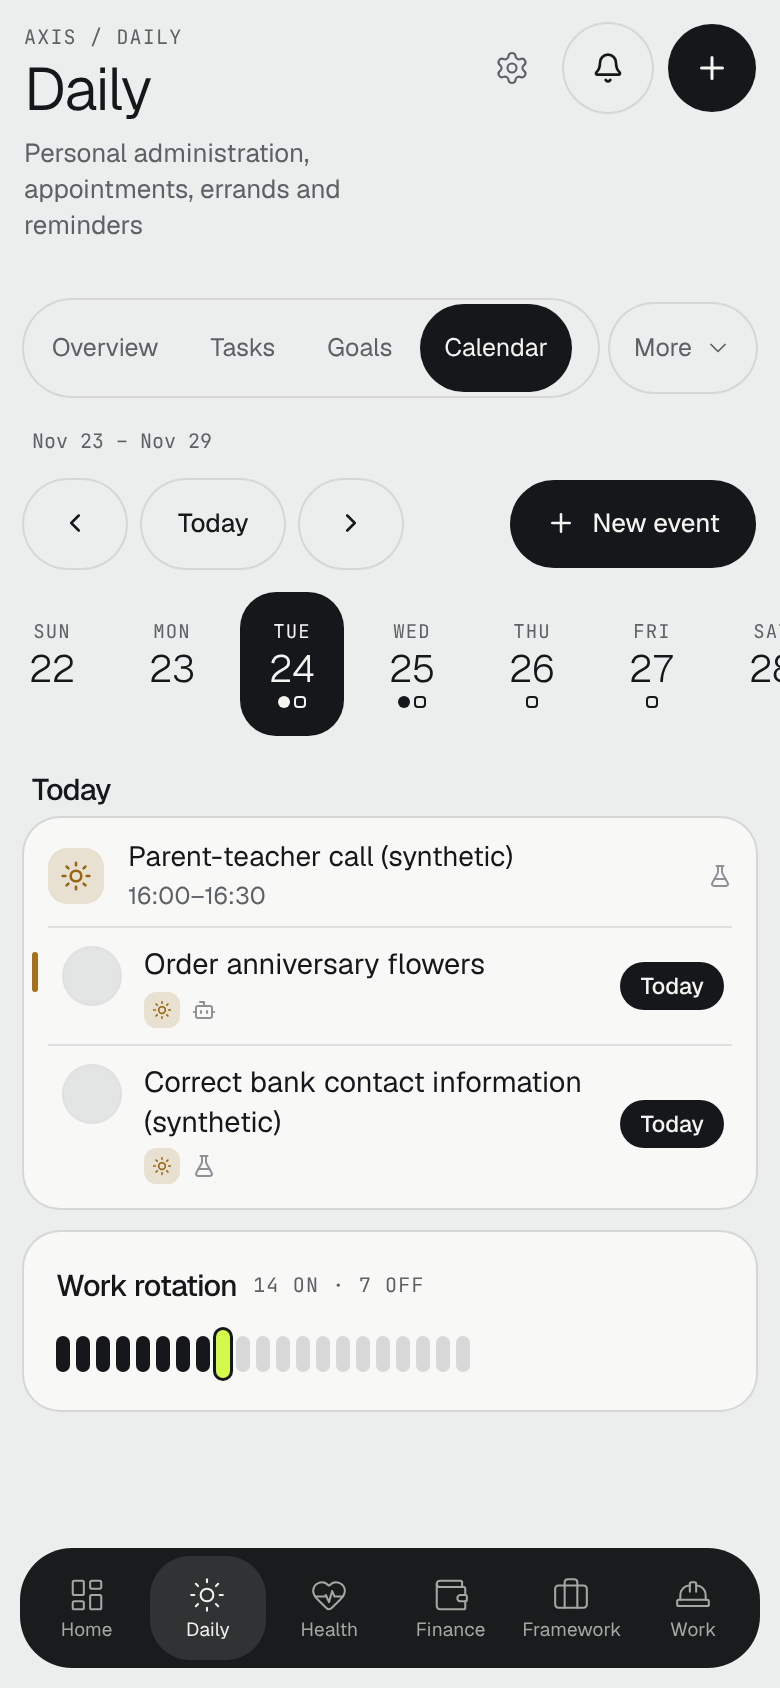 AXIS / DAILY
Daily
Personal administration,
appointments, errands and
reminders
Overview
Tasks
Goals
Calendar
More
Nov 23 – Nov 29
Today
New event
SUN
22
MON
23
TUE
24
WED
25
THU
26
FRI
27
Today
Parent-teacher call (synthetic)
16:00–16:30
Order anniversary flowers
Today
Correct bank contact information
(synthetic)
Today
Work rotation 14 ON · 7 OFF
Home
Daily
Health
Finance
Framework
Work